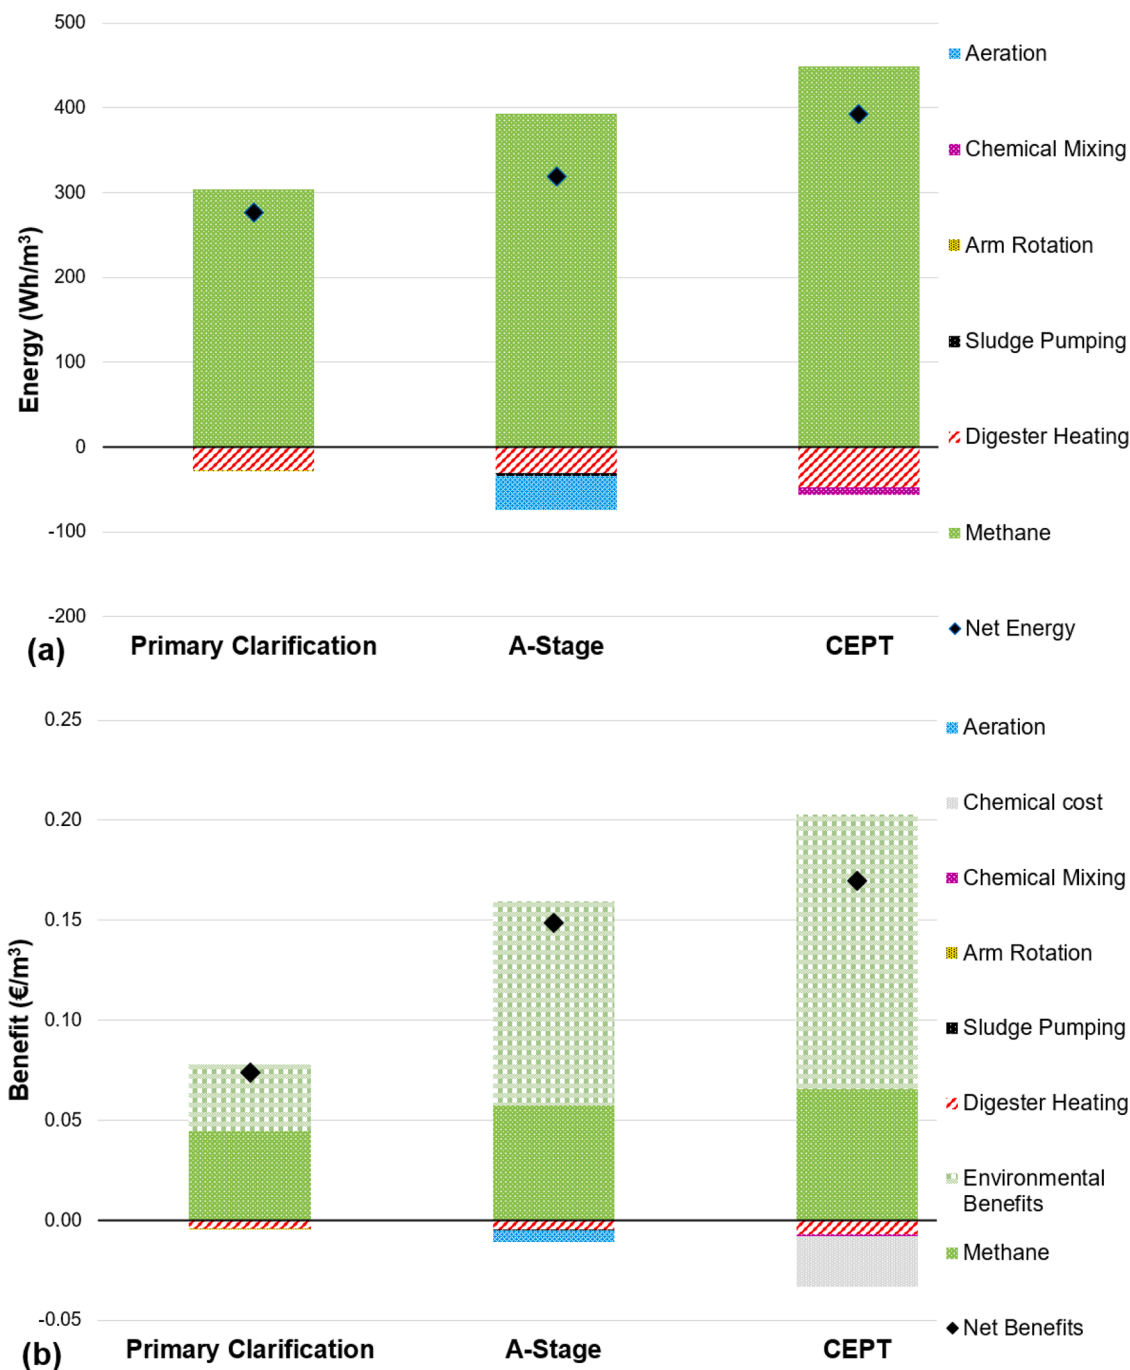 500
400
300
200
100
0
-100
-200
Energy (Wh/m³)
Primary Clarification
A-Stage
CEPT
(a)
Aeration
Chemical Mixing
Arm Rotation
Sludge Pumping
Digester Heating
Methane
Net Energy
0.25
0.20
0.15
0.10
0.05
0.00
-0.05
Benefit (€/m³)
Primary Clarification
A-Stage
CEPT
(b)
Aeration
Chemical cost
Chemical Mixing
Arm Rotation
Sludge Pumping
Digester Heating
Environmental
Benefits
Methane
Net Benefits